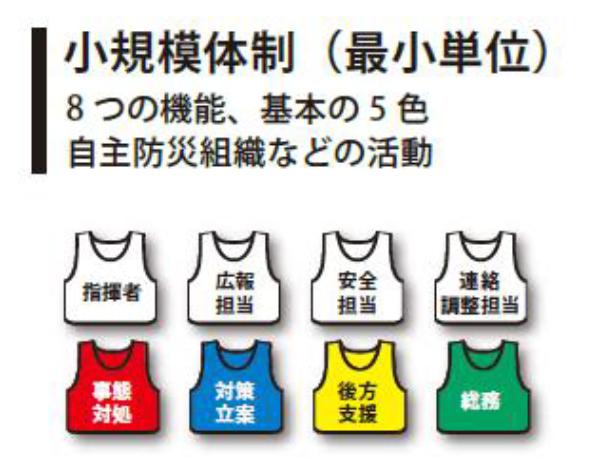 小規模体制（最小単位）
8つの機能、基本の5色
自主防災組織などの活動
指揮者
広報
担当
安全
担当
連絡
調整担当
事態
対処
対策
立案
後方
支援
総務